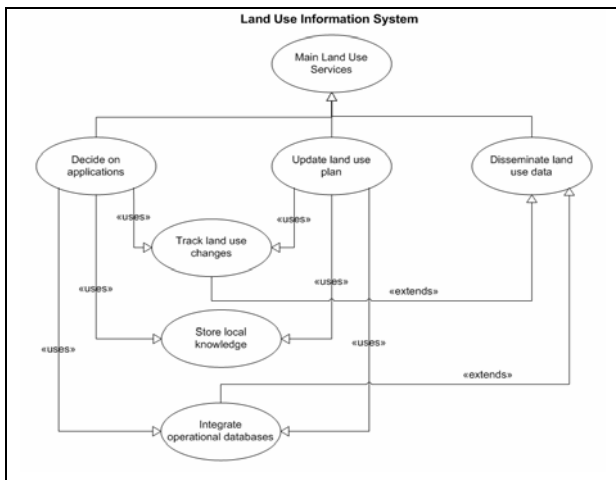 Land Use Information System
Main Land Use
Services
Decide on
applications
Update land use
plan
Disseminate land
use data
«uses»
«uses»
Track land use
changes
«uses»
«extends»
Store local
knowledge
«uses»
«uses»
«uses»
«extends»
Integrate
operational databases